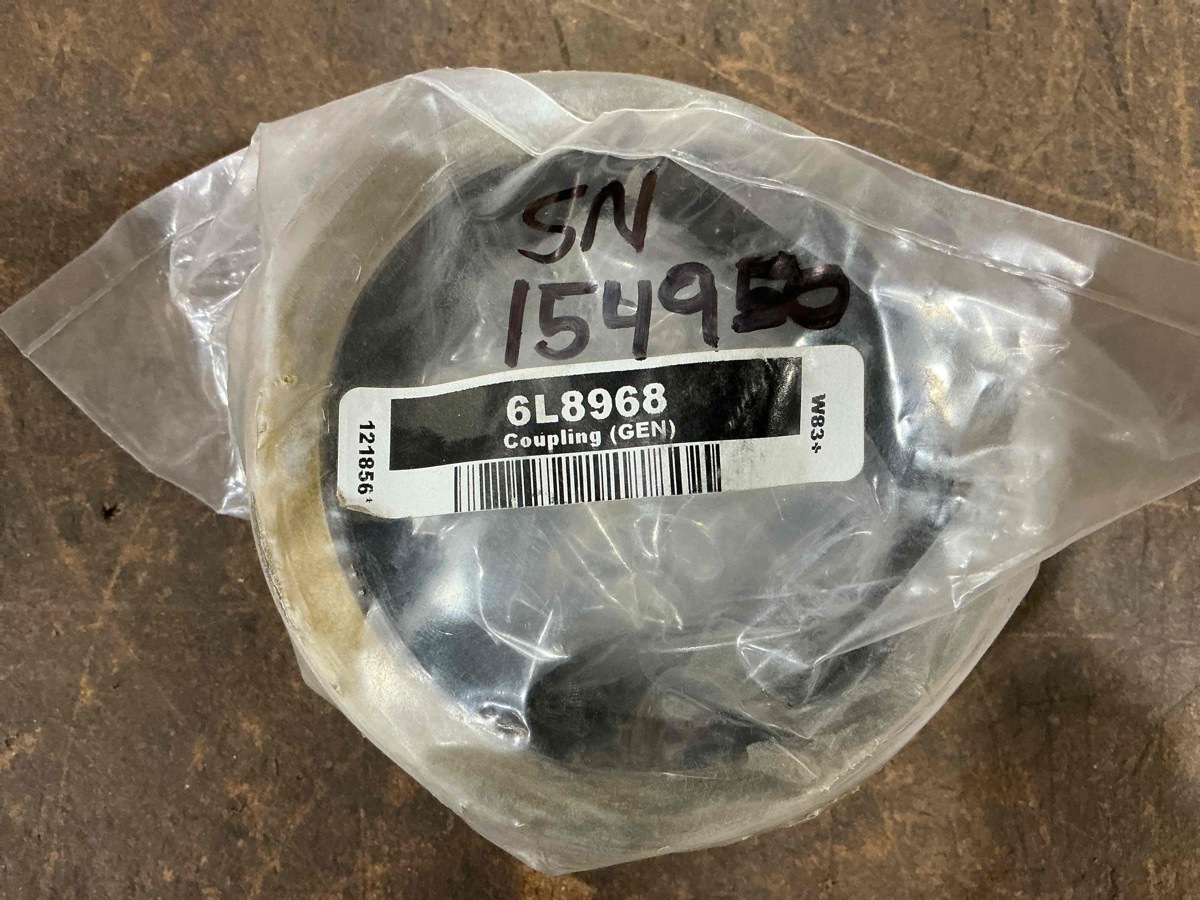 SN
154950
6L8968
Coupling (GEN)
121856+
W83+